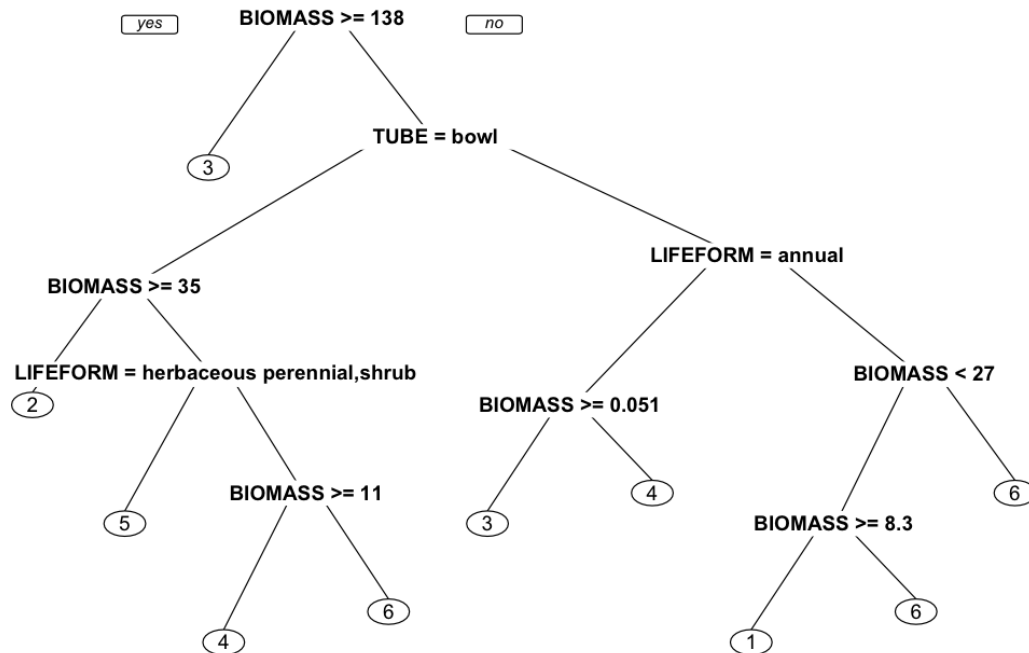 BIOMASS >= 138
yes
no
TUBE = bowl
3
LIFEFORM = annual
BIOMASS >= 35
LIFEFORM = herbaceous perennial,shrub
BIOMASS < 27
2
BIOMASS >= 0.051
BIOMASS >= 11
4
6
5
3
BIOMASS >= 8.3
6
6
4
1